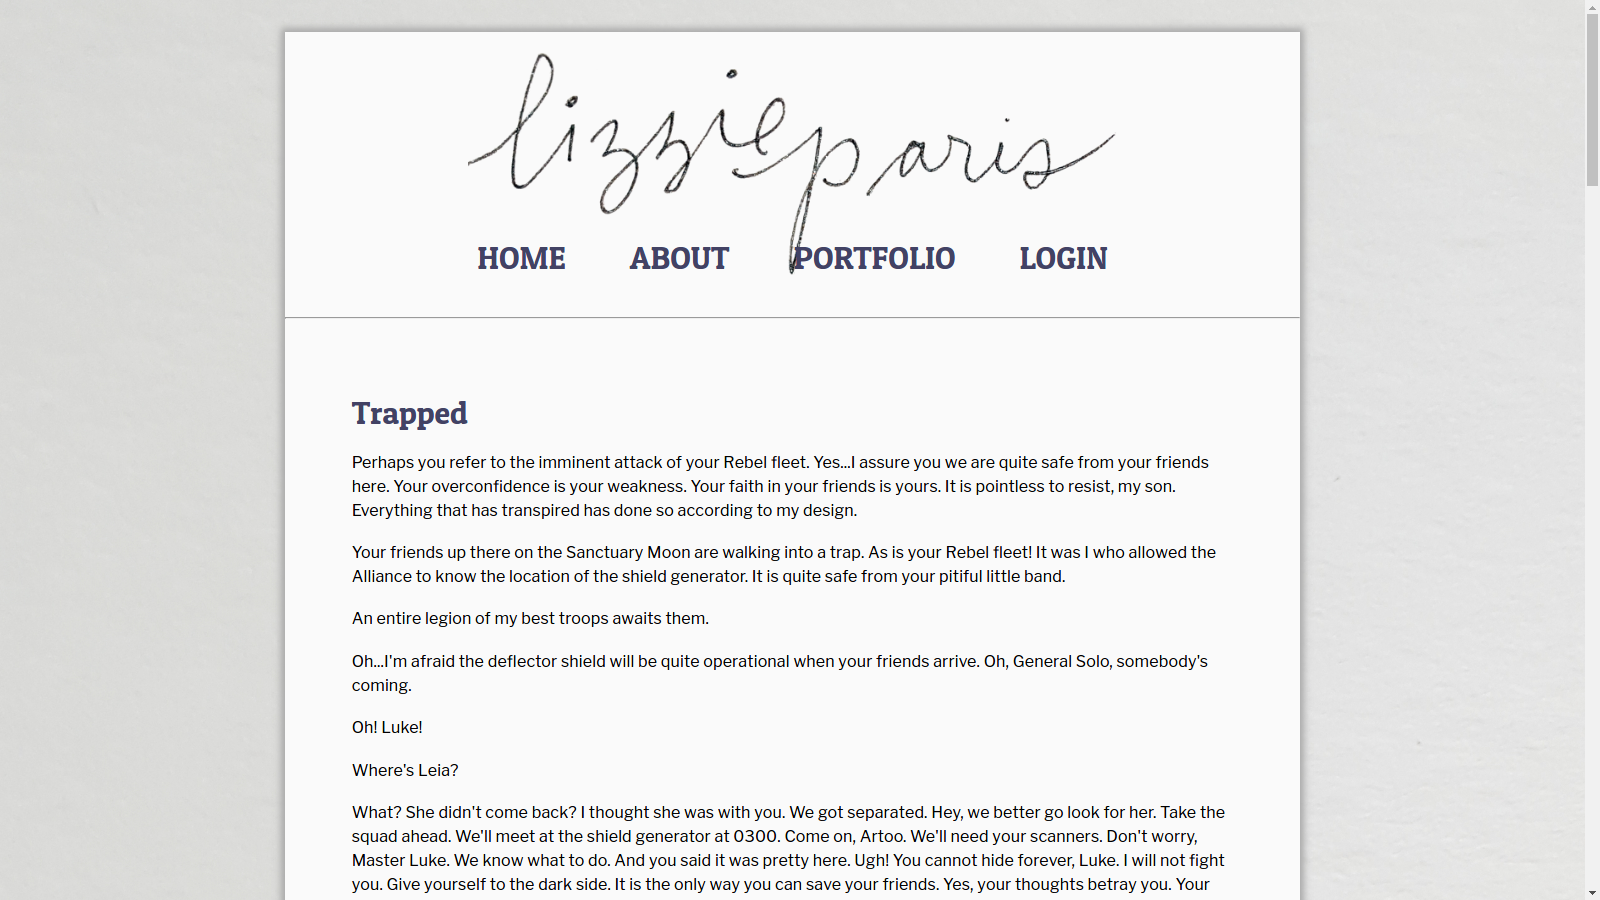 lizzie paris
HOME ABOUT PORTFOLIO LOGIN
Trapped
Perhaps you refer to the imminent attack of your Rebel fleet. Yes...I assure you we are quite safe from your friends
here. Your overconfidence is your weakness. Your faith in your friends is yours. It is pointless to resist, my son.
Everything that has transpired has done so according to my design.
Your friends up there on the Sanctuary Moon are walking into a trap. As is your Rebel fleet! It was I who allowed the
Alliance to know the location of the shield generator. It is quite safe from your pitiful little band.
An entire legion of my best troops awaits them.
Oh...I'm afraid the deflector shield will be quite operational when your friends arrive. Oh, General Solo, somebody's
coming.
Oh! Luke!
Where's Leia?
What? She didn't come back? I thought she was with you. We got separated. Hey, we better go look for her. Take the
squad ahead. We'll meet at the shield generator at 0300. Come on, Artoo. We'll need your scanners. Don't worry,
Master Luke. We know what to do. And you said it was pretty here. Ugh! You cannot hide forever, Luke. I will not fight
you. Give yourself to the dark side. It is the only way you can save your friends. Yes, your thoughts betray you. Your